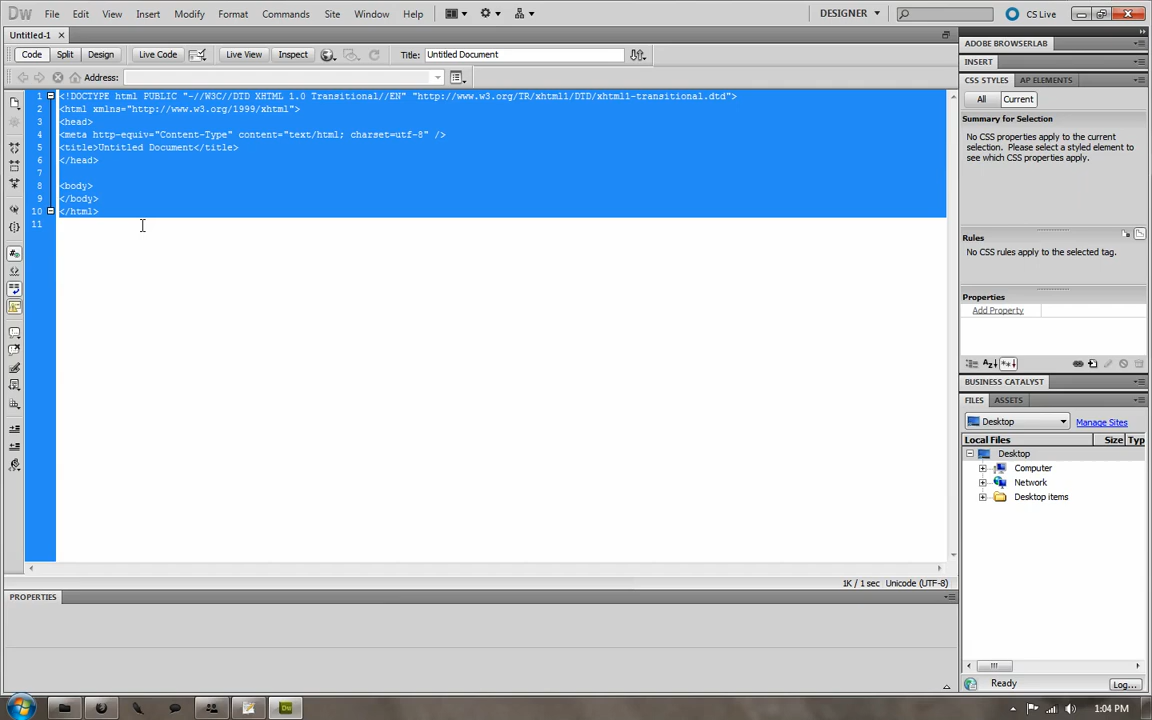 Dw File Edit View Insert Modify Format Commands Site Window Help DESIGNER CS Live
Untitled-1
Code Split Design Live Code Live View Inspect Title: Untitled Document
Address:
1 <!DOCTYPE html PUBLIC "-//W3C//DTD XHTML 1.0 Transitional//EN" "http://www.w3.org/TR/xhtml1/DTD/xhtml1-transitional.dtd">
2 <html xmlns="http://www.w3.org/1999/xhtml">
3 <head>
4 <meta http-equiv="Content-Type" content="text/html; charset=utf-8" />
5 <title>Untitled Document</title>
6 </head>
7
8 <body>
9 </body>
10 </html>
11
1K / 1 sec Unicode (UTF-8)
PROPERTIES
ADOBE BROWSERLAB
INSERT
CSS STYLES AP ELEMENTS
All Current
Summary for Selection
No CSS properties apply to the current
selection. Please select a styled element to
see which CSS properties apply.
Rules
No CSS rules apply to the selected tag.
Properties
Add Property
BUSINESS CATALYST
FILES ASSETS
Desktop Manage Sites
Local Files Size Typ
Desktop
Computer
Network
Desktop items
Ready Log...
Dw 1:04 PM